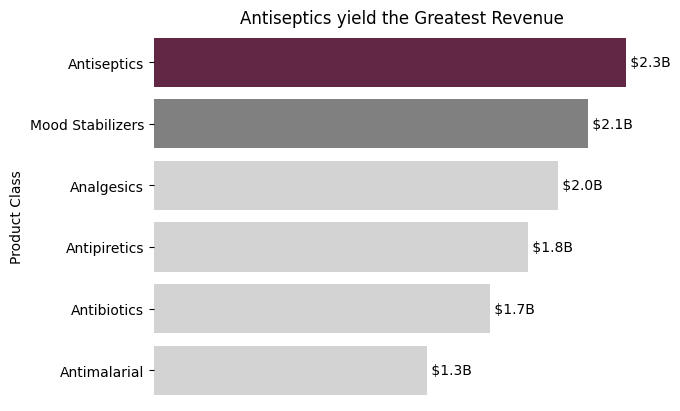 Antiseptics yield the Greatest Revenue
Product Class
Antiseptics $2.3B
Mood Stabilizers $2.1B
Analgesics $2.0B
Antipiretics $1.8B
Antibiotics $1.7B
Antimalarial $1.3B